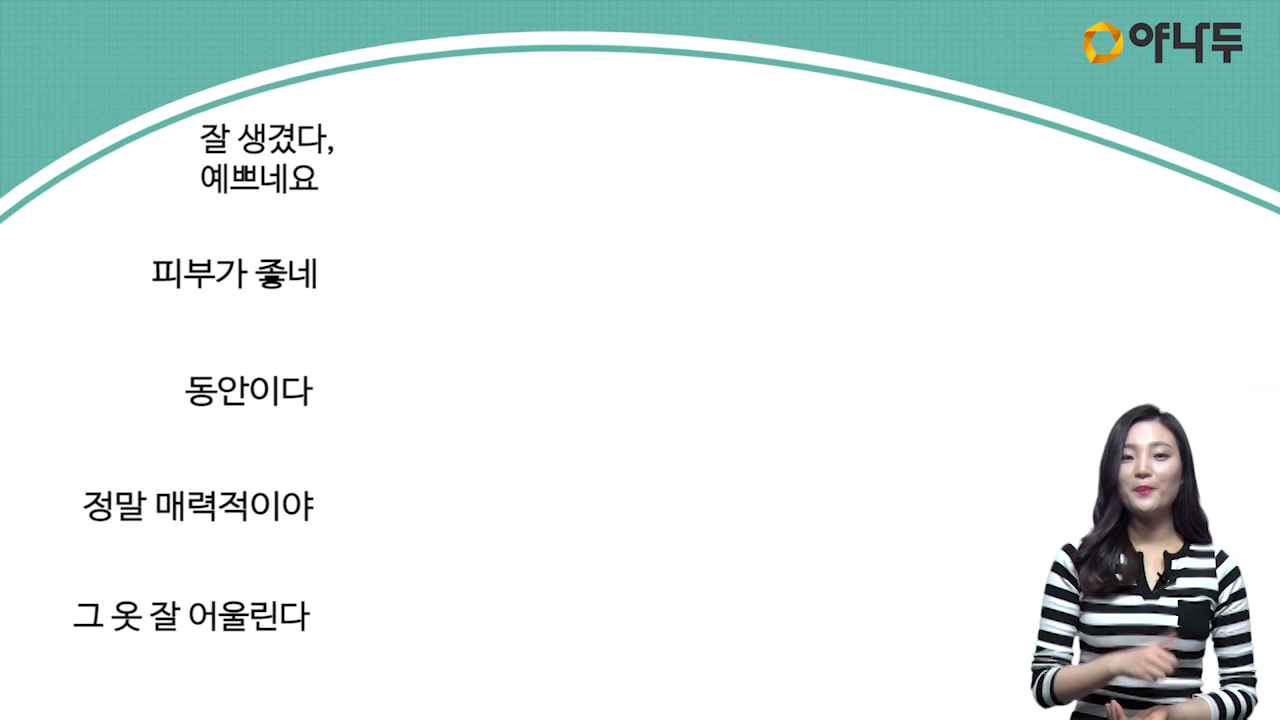 야나두
잘 생겼다,
예쁘네요
피부가 좋네
동안이다
정말 매력적이야
그 옷 잘 어울린다